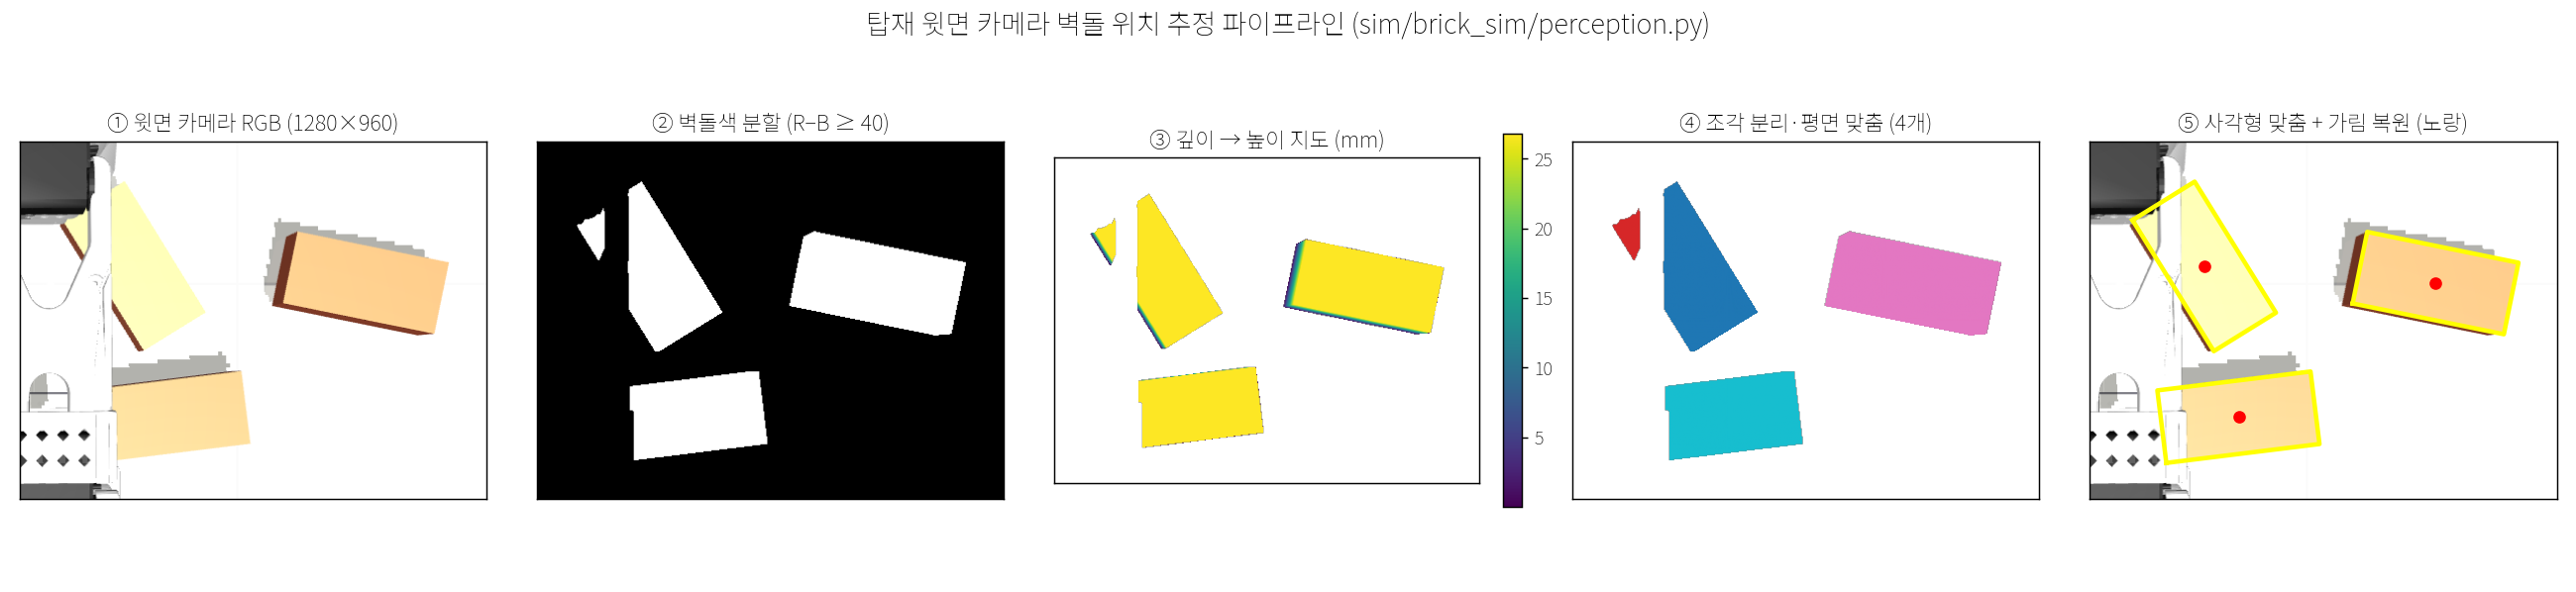 탑재 윗면 카메라 벽돌 위치 추정 파이프라인 (sim/brick_sim/perception.py)
① 윗면 카메라 RGB (1280×960)
② 벽돌색 분할 (R−B ≥ 40)
③ 깊이 → 높이 지도 (mm)
④ 조각 분리·평면 맞춤 (4개)
⑤ 사각형 맞춤 + 가림 복원 (노랑)
25
20
15
10
5